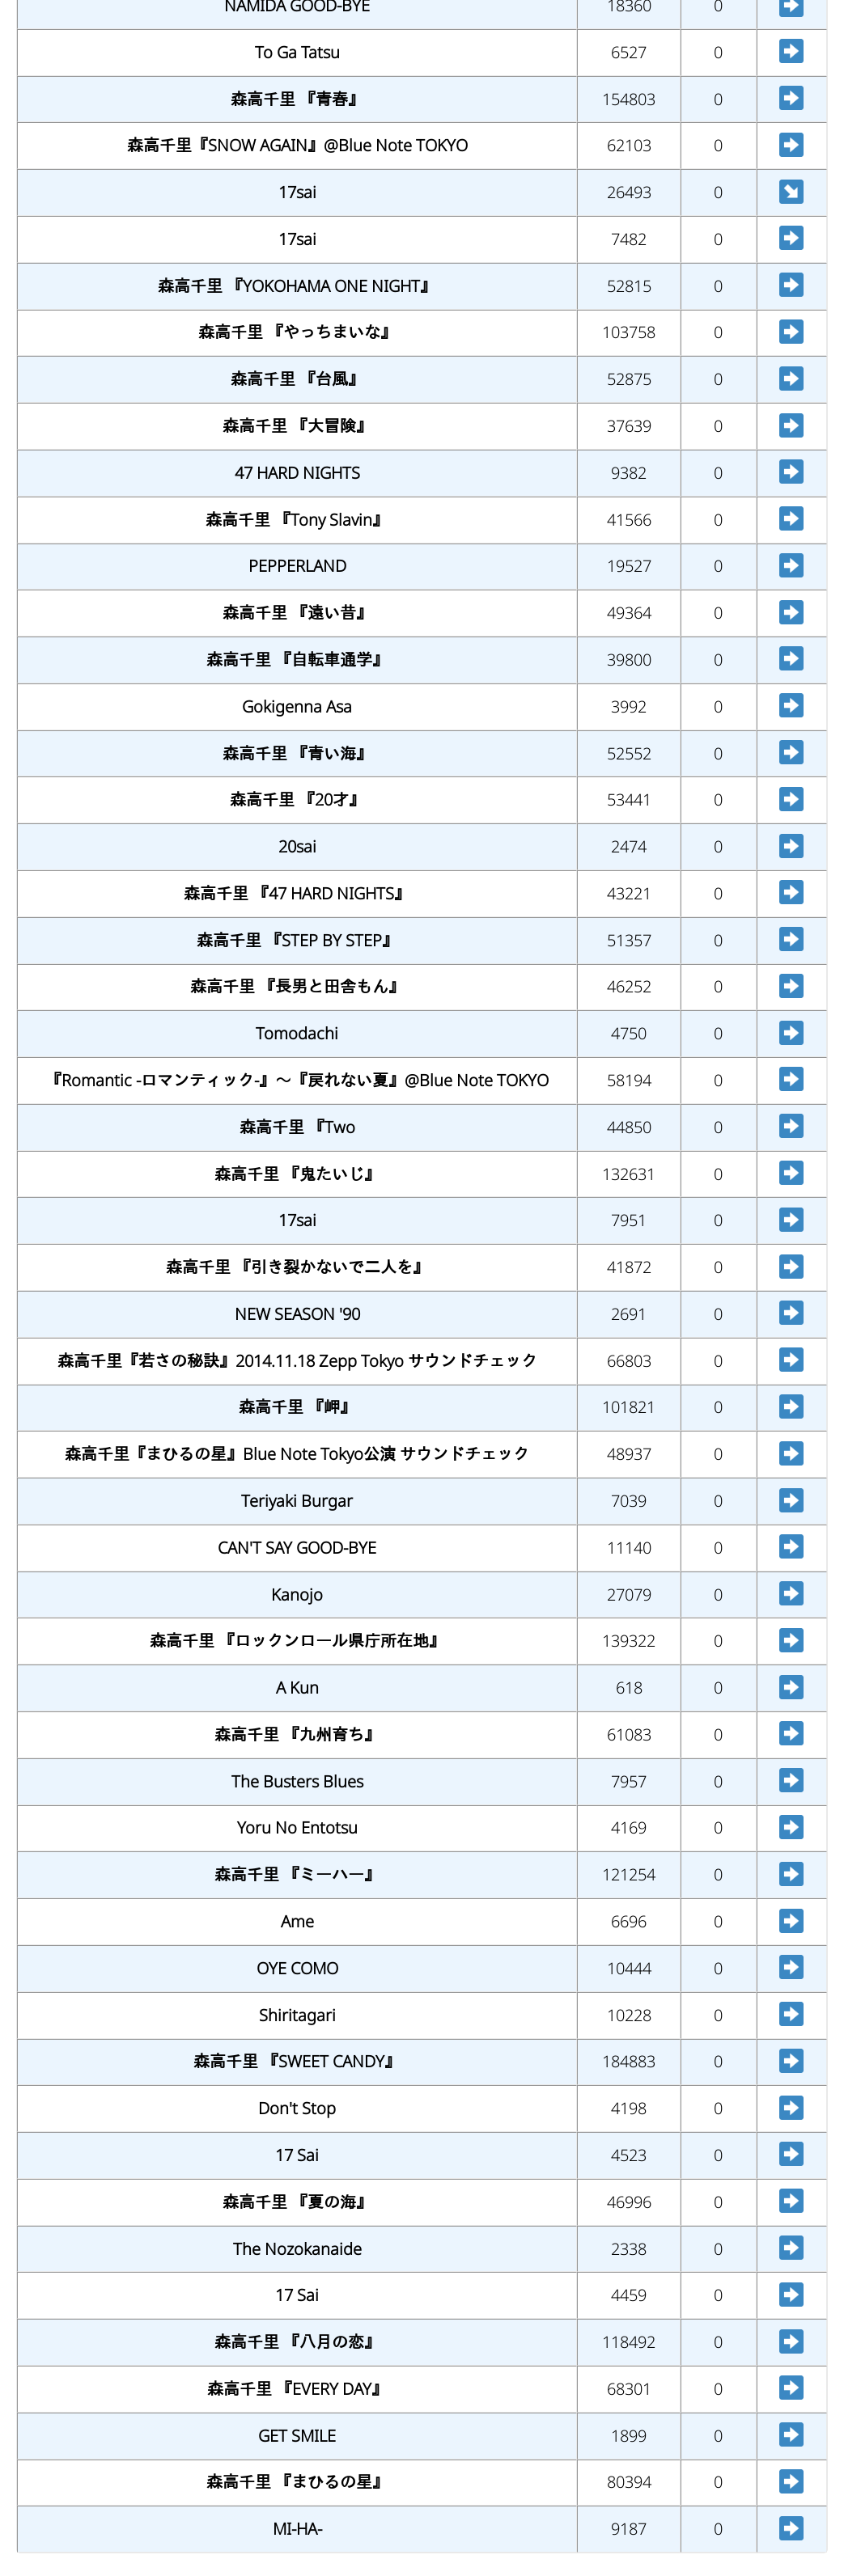 NAMIDA GOOD-BYE 18360 0
To Ga Tatsu 6527 0
森高千里 『青春』 154803 0
森高千里『SNOW AGAIN』@Blue Note TOKYO 62103 0
17sai 26493 0
17sai 7482 0
森高千里 『YOKOHAMA ONE NIGHT』 52815 0
森高千里 『やっちまいな』 103758 0
森高千里 『台風』 52875 0
森高千里 『大冒険』 37639 0
47 HARD NIGHTS 9382 0
森高千里 『Tony Slavin』 41566 0
PEPPERLAND 19527 0
森高千里 『遠い昔』 49364 0
森高千里 『自転車通学』 39800 0
Gokigenna Asa 3992 0
森高千里 『青い海』 52552 0
森高千里 『20才』 53441 0
20sai 2474 0
森高千里 『47 HARD NIGHTS』 43221 0
森高千里 『STEP BY STEP』 51357 0
森高千里 『長男と田舎もん』 46252 0
Tomodachi 4750 0
『Romantic -ロマンティック-』～『戻れない夏』@Blue Note TOKYO 58194 0
森高千里 『Two 44850 0
森高千里 『鬼たいじ』 132631 0
17sai 7951 0
森高千里 『引き裂かないで二人を』 41872 0
NEW SEASON '90 2691 0
森高千里『若さの秘訣』2014.11.18 Zepp Tokyo サウンドチェック 66803 0
森高千里 『岬』 101821 0
森高千里『まひるの星』Blue Note Tokyo公演 サウンドチェック 48937 0
Teriyaki Burgar 7039 0
CAN'T SAY GOOD-BYE 11140 0
Kanojo 27079 0
森高千里 『ロックンロール県庁所在地』 139322 0
A Kun 618 0
森高千里 『九州育ち』 61083 0
The Busters Blues 7957 0
Yoru No Entotsu 4169 0
森高千里 『ミーハー』 121254 0
Ame 6696 0
OYE COMO 10444 0
Shiritagari 10228 0
森高千里 『SWEET CANDY』 184883 0
Don't Stop 4198 0
17 Sai 4523 0
森高千里 『夏の海』 46996 0
The Nozokanaide 2338 0
17 Sai 4459 0
森高千里 『八月の恋』 118492 0
森高千里 『EVERY DAY』 68301 0
GET SMILE 1899 0
森高千里 『まひるの星』 80394 0
MI-HA- 9187 0